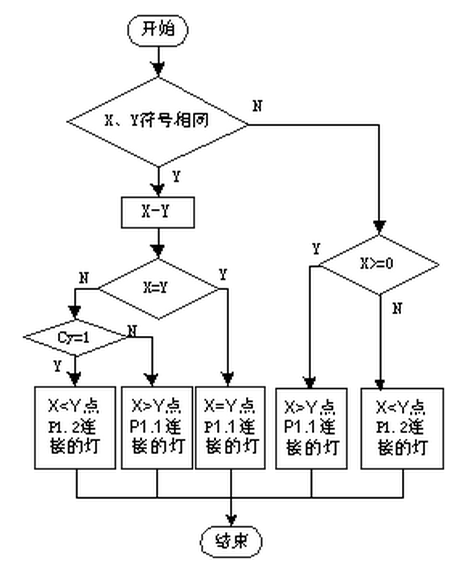 开始
X、Y符号相同
N
Y
X-Y
Y
X>=0
N
X=Y
Y
N
N
Cy=1
Y
X<Y点
P1.2连
接的灯
X>Y点
P1.1连
接的灯
X=Y点
P1.1连
接的灯
X>Y点
P1.1连
接的灯
X<Y点
P1.2连
接的灯
结束